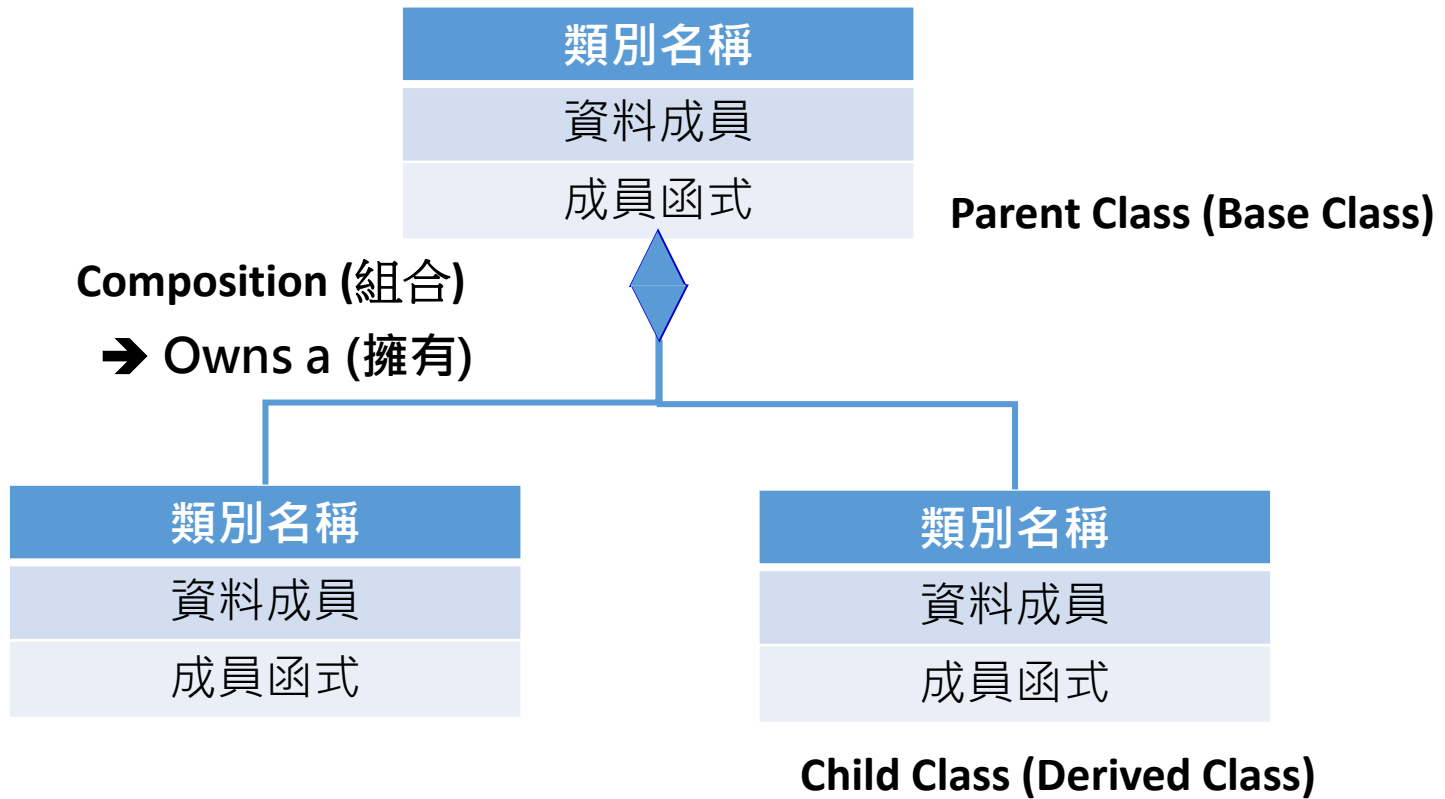 類別名稱
資料成員
成員函式
Parent Class (Base Class)
Composition (組合)
➔ Owns a (擁有)
類別名稱
資料成員
成員函式
類別名稱
資料成員
成員函式
Child Class (Derived Class)